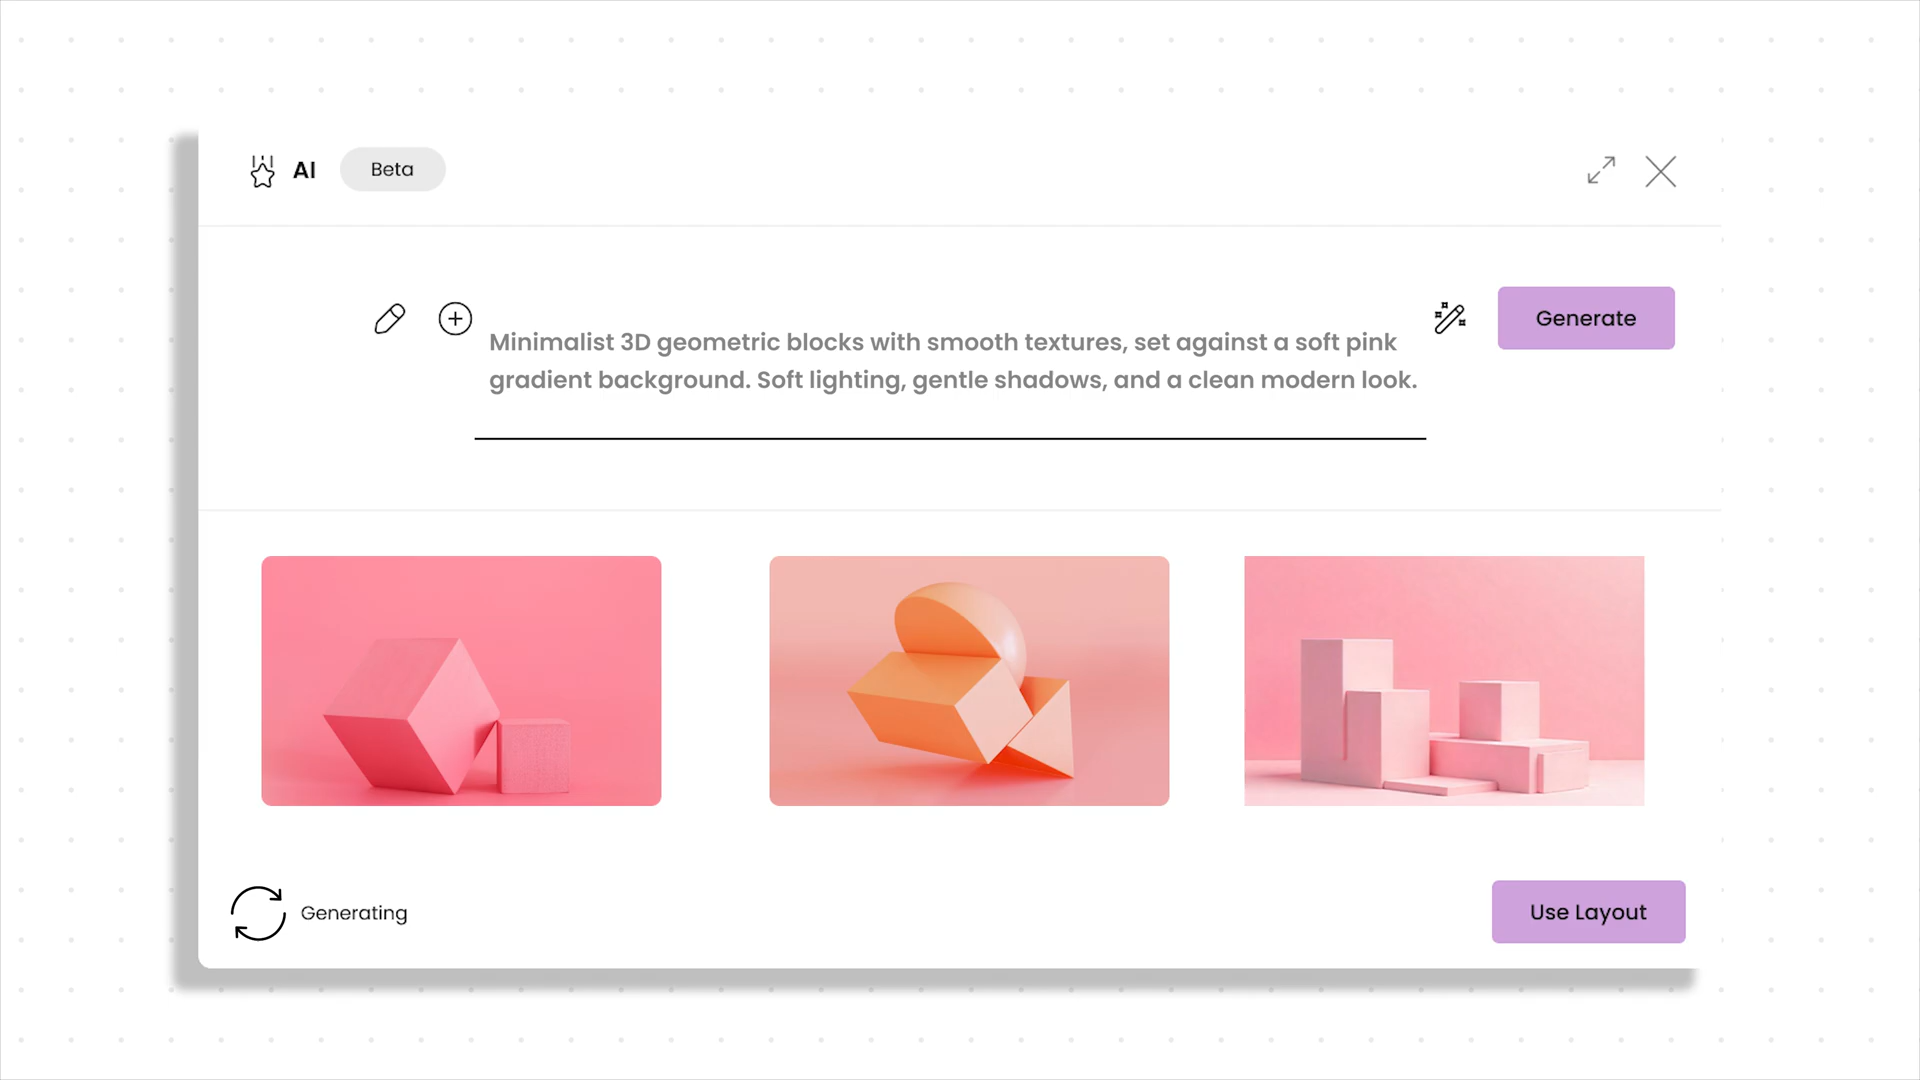 AI
Beta
Minimalist 3D geometric blocks with smooth textures, set against a soft pink
gradient background. Soft lighting, gentle shadows, and a clean modern look.
Generate
Generating
Use Layout